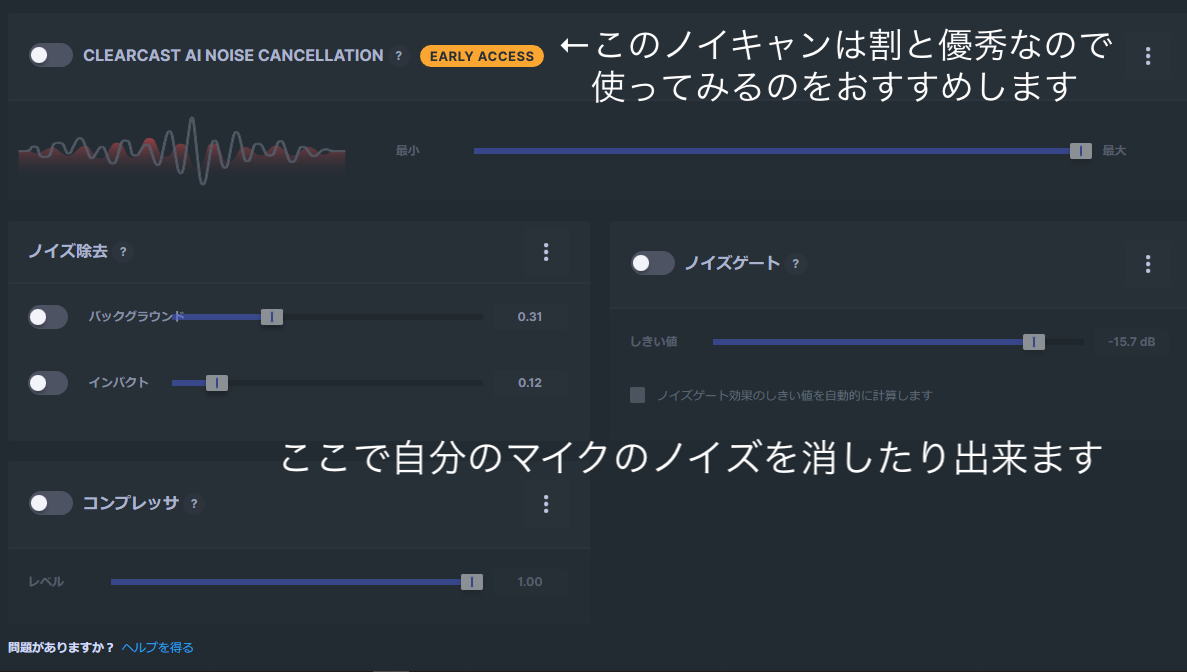 CLEARCAST AI NOISE CANCELLATION ? EARLY ACCESS
←このノイキャンは割と優秀なので
使ってみるのをおすすめします
最小 最大
ノイズ除去 ?
バックグラウンド 0.31
インパクト 0.12
ノイズゲート ?
しきい値 -15.7 dB
ノイズゲート効果のしきい値を自動的に計算します
ここで自分のマイクのノイズを消したり出来ます
コンプレッサ ?
レベル 1.00
問題がありますか? ヘルプを得る